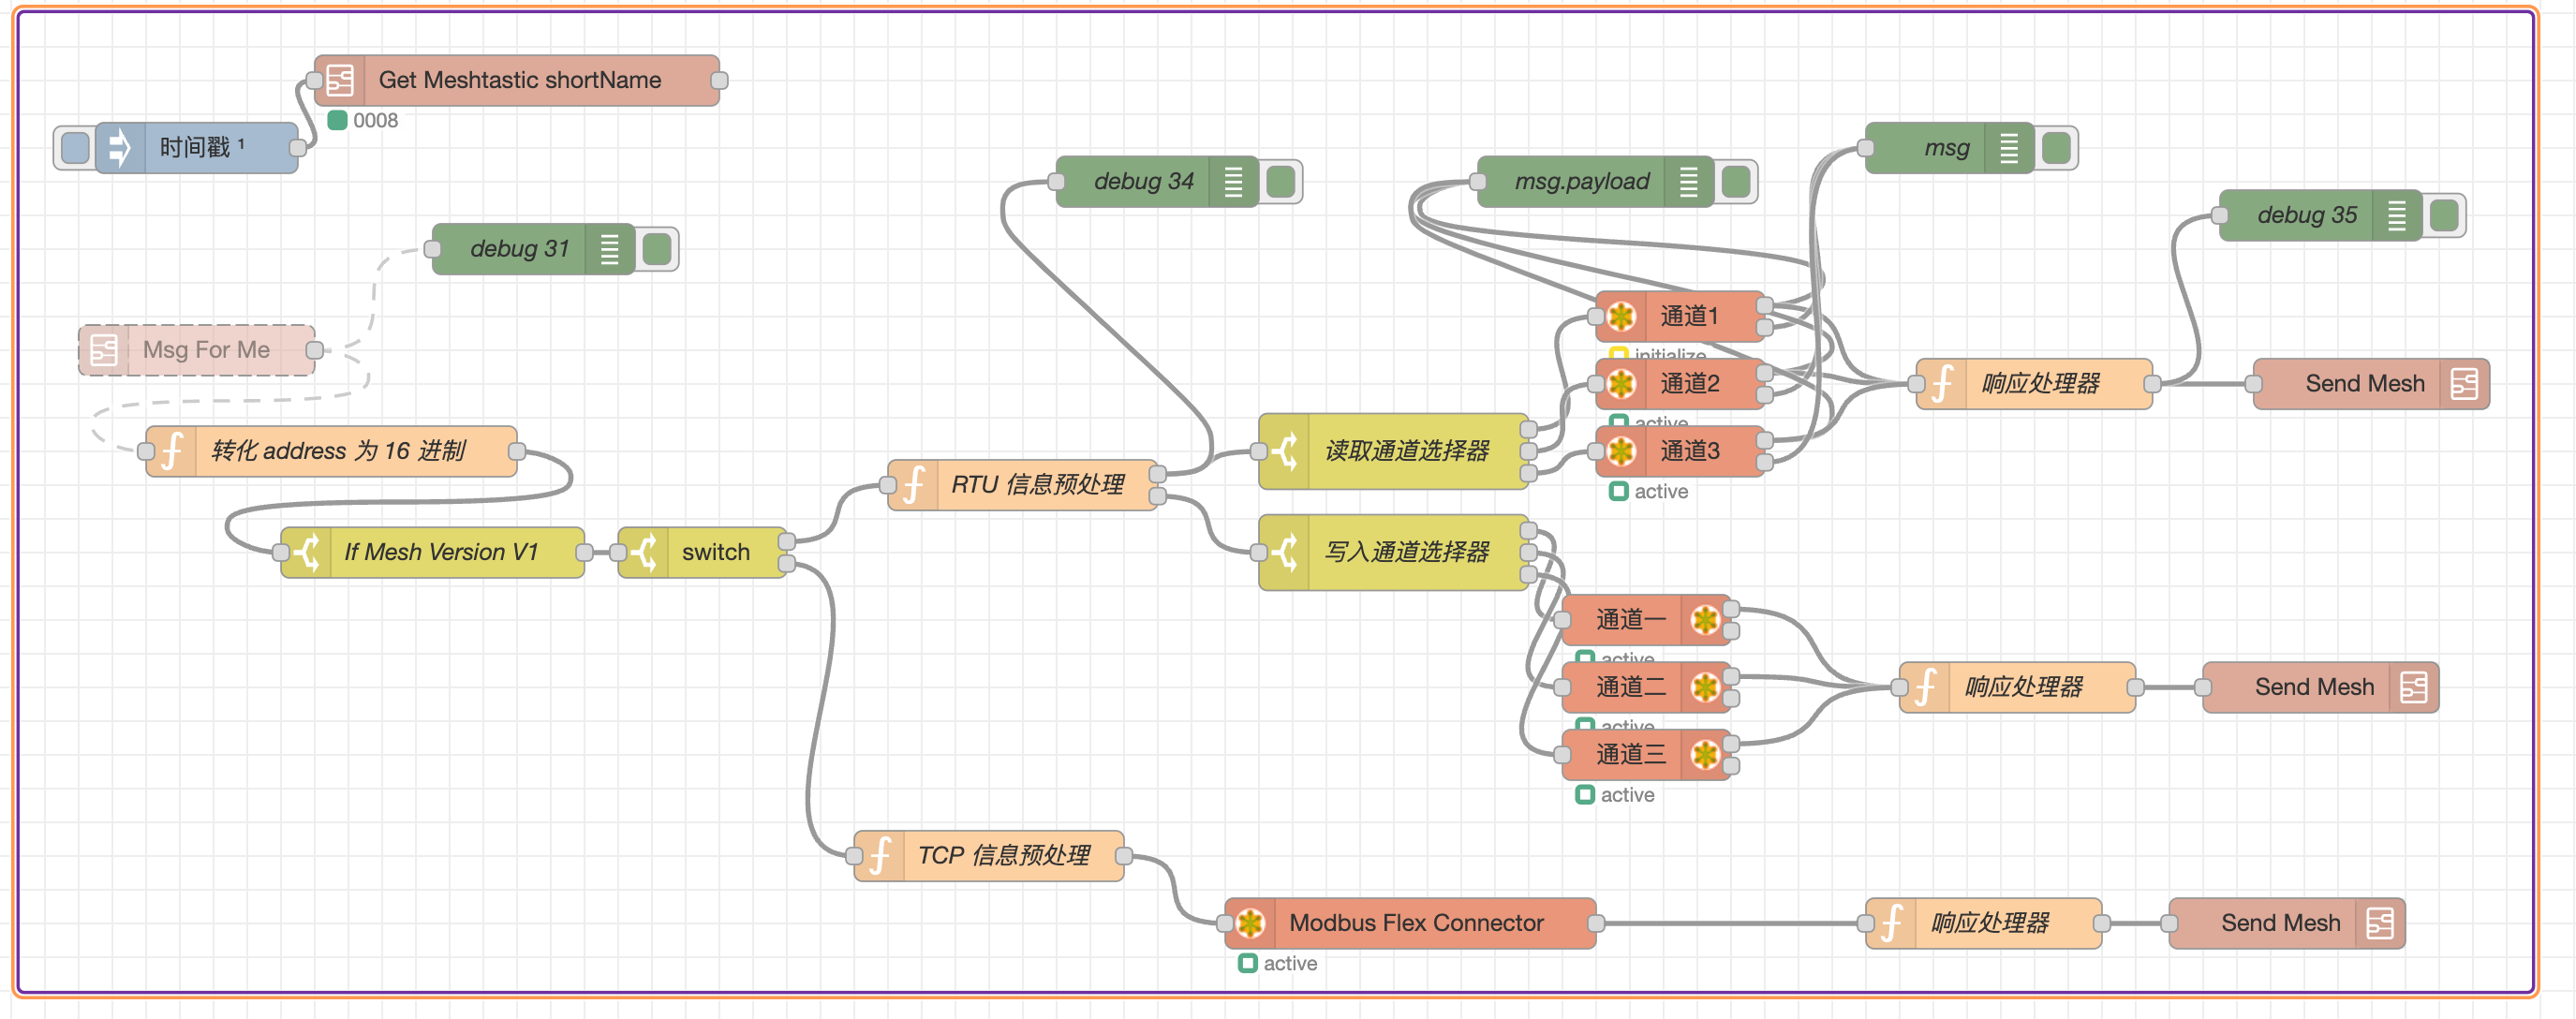 Get Meshtastic shortName
0008
时间戳 ¹
debug 34
msg.payload
msg
debug 35
debug 31
Msg For Me
通道1
initialize
通道2
active
通道3
active
响应处理器
Send Mesh
转化 address 为 16 进制
读取通道选择器
RTU 信息预处理
If Mesh Version V1
switch
写入通道选择器
通道一
active
通道二
active
通道三
active
响应处理器
Send Mesh
TCP 信息预处理
Modbus Flex Connector
active
响应处理器
Send Mesh